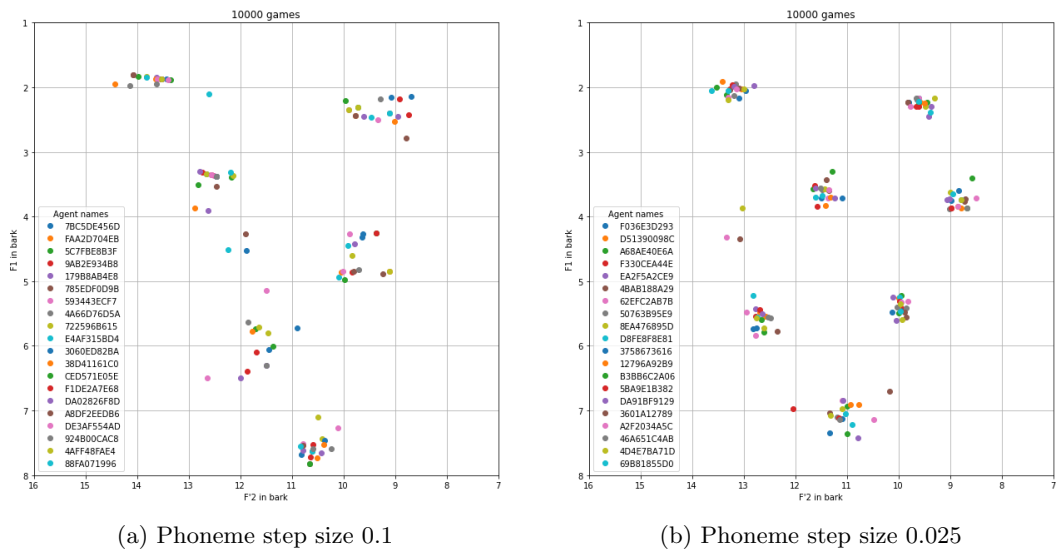 10000 games
1
2
3
4
5
6
7
8
F1 in bark
16
15
14
13
12
11
10
9
8
7
F'2 in bark
Agent names
7BC5DE456D
FAA2D704EB
5C7FBE8B3F
9AB2E934B8
179B8AB4E8
785EDF0D9B
593443ECF7
4A66D76D5A
722596B615
E4AF315BD4
3060ED82BA
38D41161C0
CED571E05B
F1DE2A7E68
DA02826F8D
A8DF2EEDB6
DE3AF554AD
924B00CAC8
4AFF48FAE4
88FA071996
(a) Phoneme step size 0.1
10000 games
1
2
3
4
5
6
7
8
F1 in bark
16
15
14
13
12
11
10
9
8
7
F'2 in bark
Agent names
F036E3D293
D51390098C
A68AE40E6A
F330CEA44E
EA2F5A2CE9
4BAB188A29
62EFC2AB7B
50763B95E9
8EA476895D
D8FE8F8E81
3758673616
12796A92B9
B3BB6C2A06
5BA9E1B382
DA91BF9129
3601A12789
A2F2034A5C
46A651C4AB
4D4E7BA71D
69B81855D0
(b) Phoneme step size 0.025